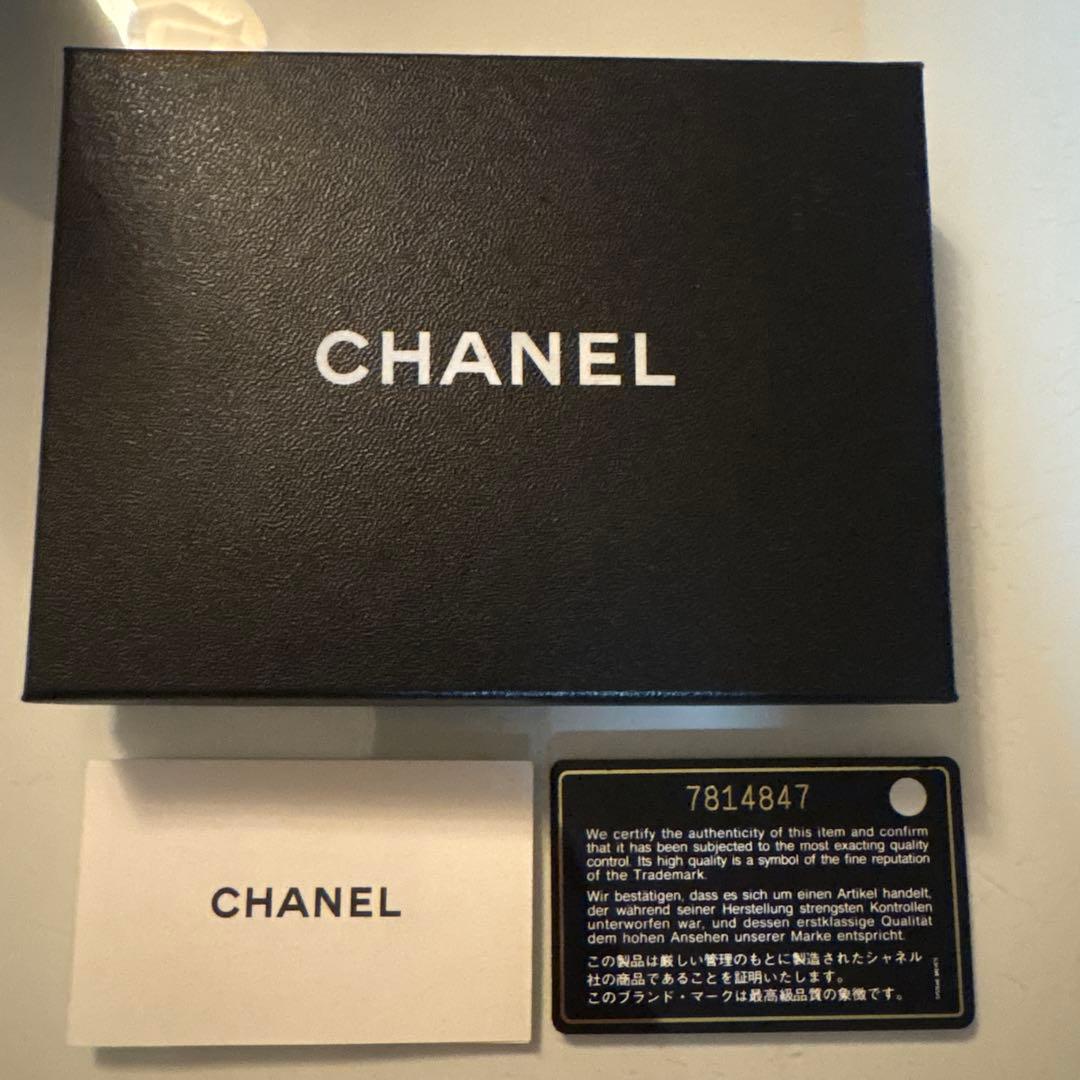 CHANEL
CHANEL
7814847
We certify the authenticity of this item and confirm
that it has been subjected to the most exacting quality
control. Its high quality is a symbol of the fine reputation
of the Trademark.
Wir bestätigen, dass es sich um einen Artikel handelt,
der während seiner Herstellung strengsten Kontrollen
unterworfen war, und dessen erstklassige Qualität
dem hohen Ansehen unserer Marke entspricht.
この製品は厳しい管理のもとに製造されたシャネル
社の商品であることを証明いたします。
このブランド・マークは最高級品質の象徴です。